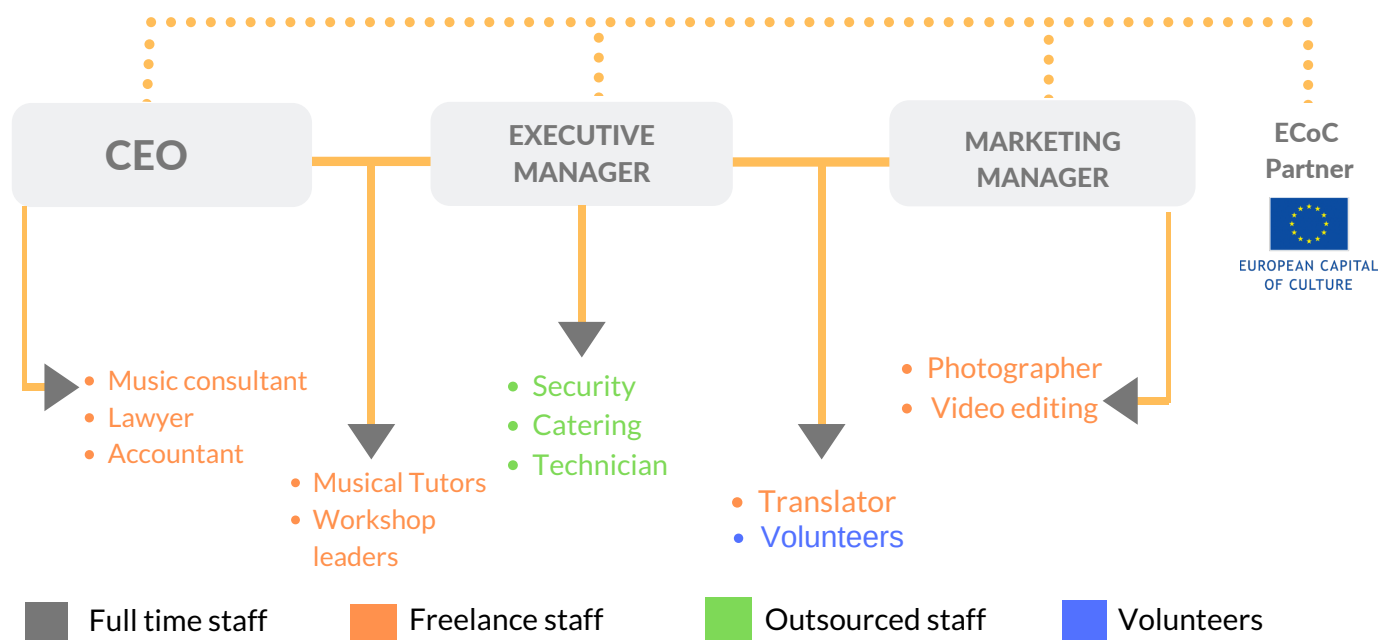 CEO
EXECUTIVE
MANAGER
MARKETING
MANAGER
ECoC
Partner
EUROPEAN CAPITAL
OF CULTURE
• Music consultant
• Lawyer
• Accountant
• Musical Tutors
• Workshop
leaders
• Security
• Catering
• Technician
• Translator
• Volunteers
• Photographer
• Video editing
Full time staff
Freelance staff
Outsourced staff
Volunteers